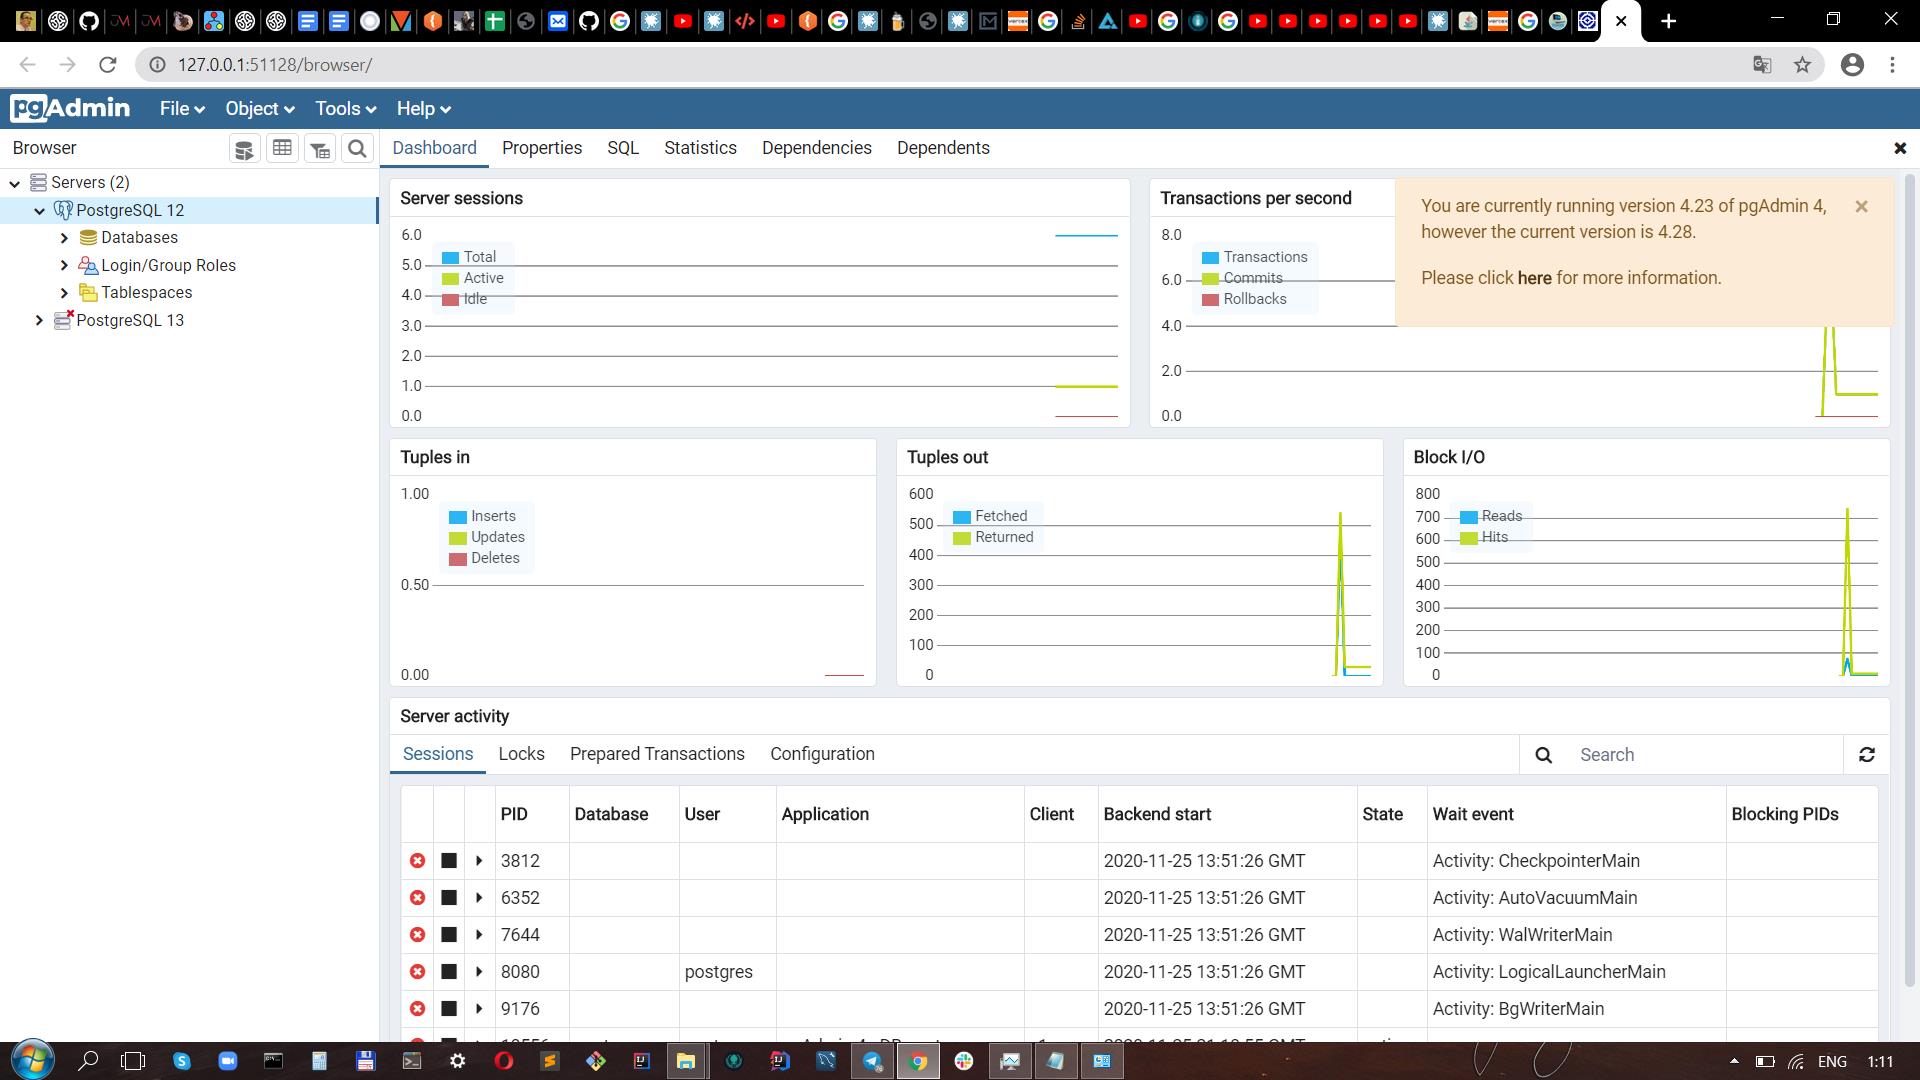 127.0.0.1:51128/browser/
pgAdmin File Object Tools Help
Browser
Dashboard Properties SQL Statistics Dependencies Dependents
Servers (2)
PostgreSQL 12
Databases
Login/Group Roles
Tablespaces
PostgreSQL 13
Server sessions
6.0
5.0
4.0
3.0
2.0
1.0
0.0
Total
Active
Idle
Transactions per second
8.0
6.0
4.0
2.0
0.0
Transactions
Commits
Rollbacks
You are currently running version 4.23 of pgAdmin 4,
however the current version is 4.28.
Please click here for more information.
Tuples in
1.00
0.50
0.00
Inserts
Updates
Deletes
Tuples out
600
500
400
300
200
100
0
Fetched
Returned
Block I/O
800
700
600
500
400
300
200
100
0
Reads
Hits
Server activity
Sessions Locks Prepared Transactions Configuration
Search
PID Database User Application Client Backend start State Wait event Blocking PIDs
3812 2020-11-25 13:51:26 GMT Activity: CheckpointerMain
6352 2020-11-25 13:51:26 GMT Activity: AutoVacuumMain
7644 2020-11-25 13:51:26 GMT Activity: WalWriterMain
8080 postgres 2020-11-25 13:51:26 GMT Activity: LogicalLauncherMain
9176 2020-11-25 13:51:26 GMT Activity: BgWriterMain
ENG 1:11